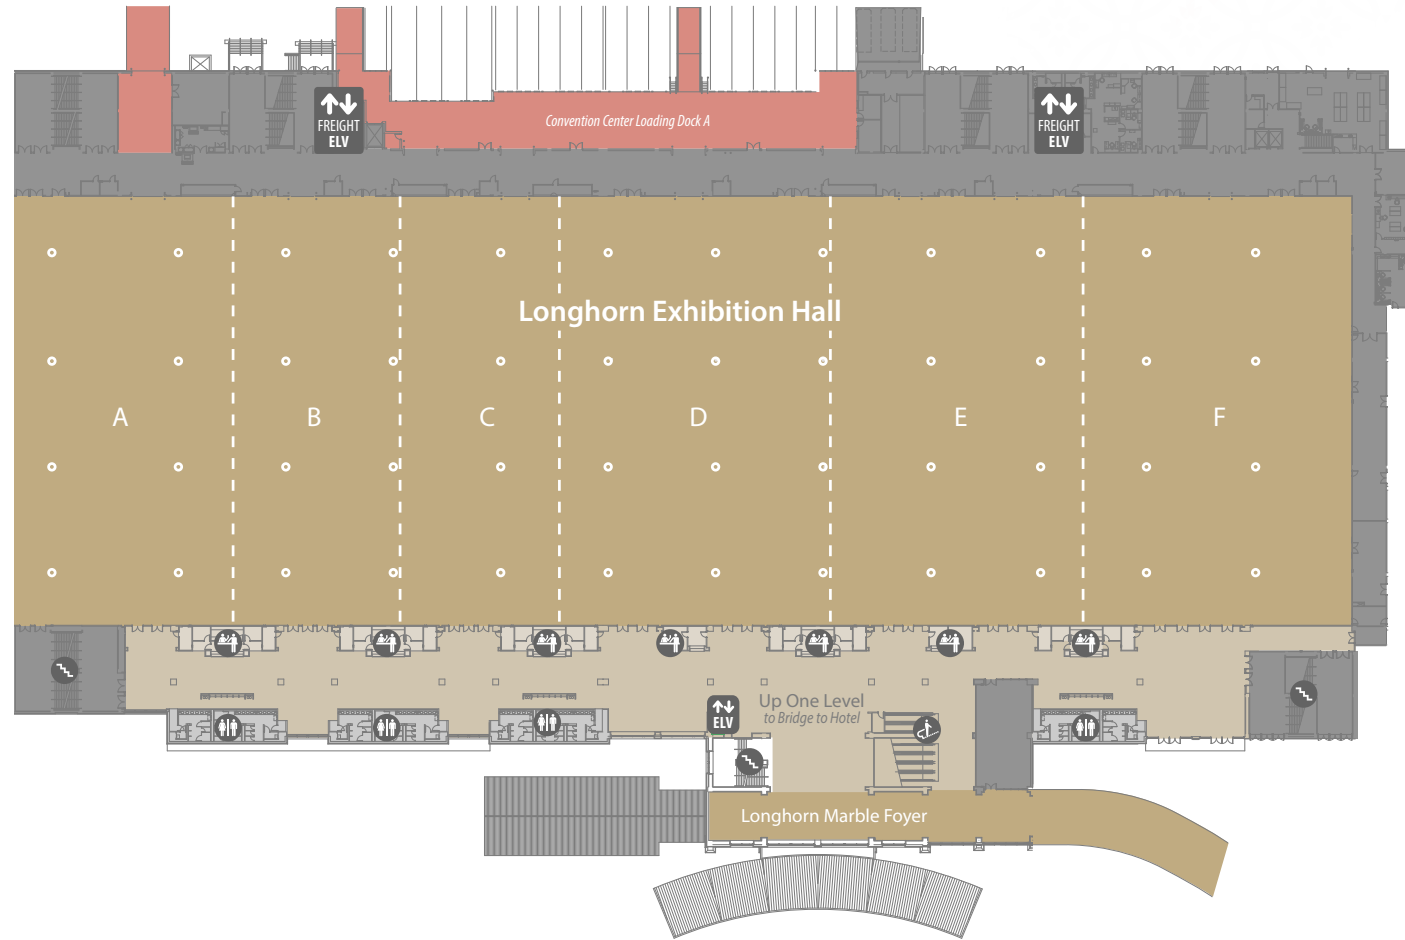 Convention Center Loading Dock A
FREIGHT
ELV
FREIGHT
ELV
Longhorn Exhibition Hall
A
B
C
D
E
F
ELV
Up One Level
to Bridge to Hotel
Longhorn Marble Foyer